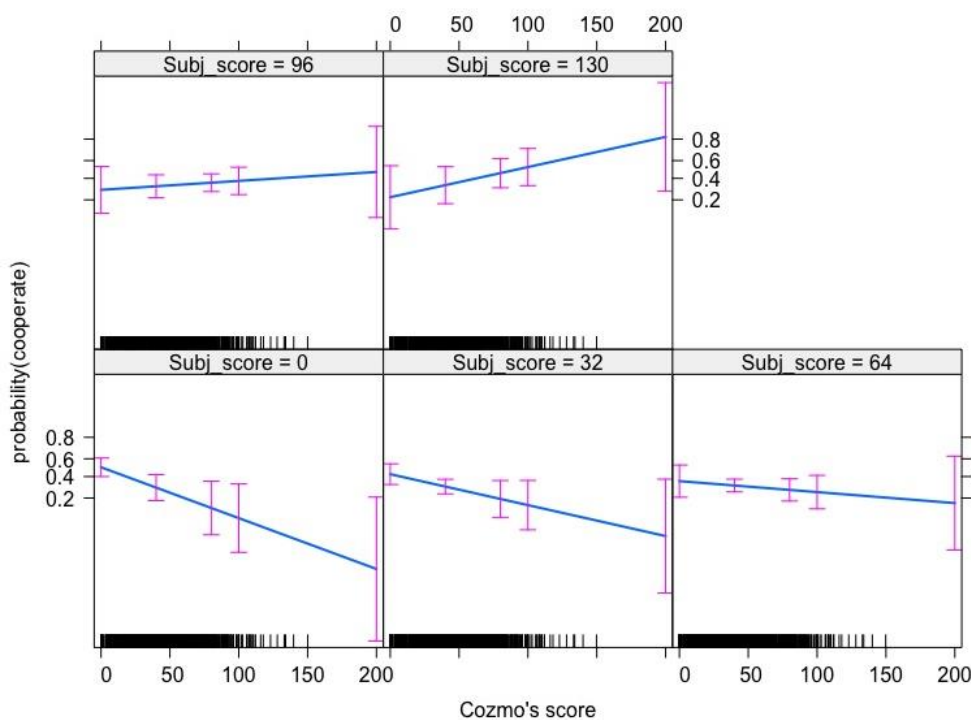 0 50 100 150 200
Subj_score = 96 Subj_score = 130
0.8
0.6
0.4
0.2
probability(cooperate)
Subj_score = 0 Subj_score = 32 Subj_score = 64
0.8
0.6
0.4
0.2
0 50 100 150 200 0 50 100 150 200
Cozmo's score